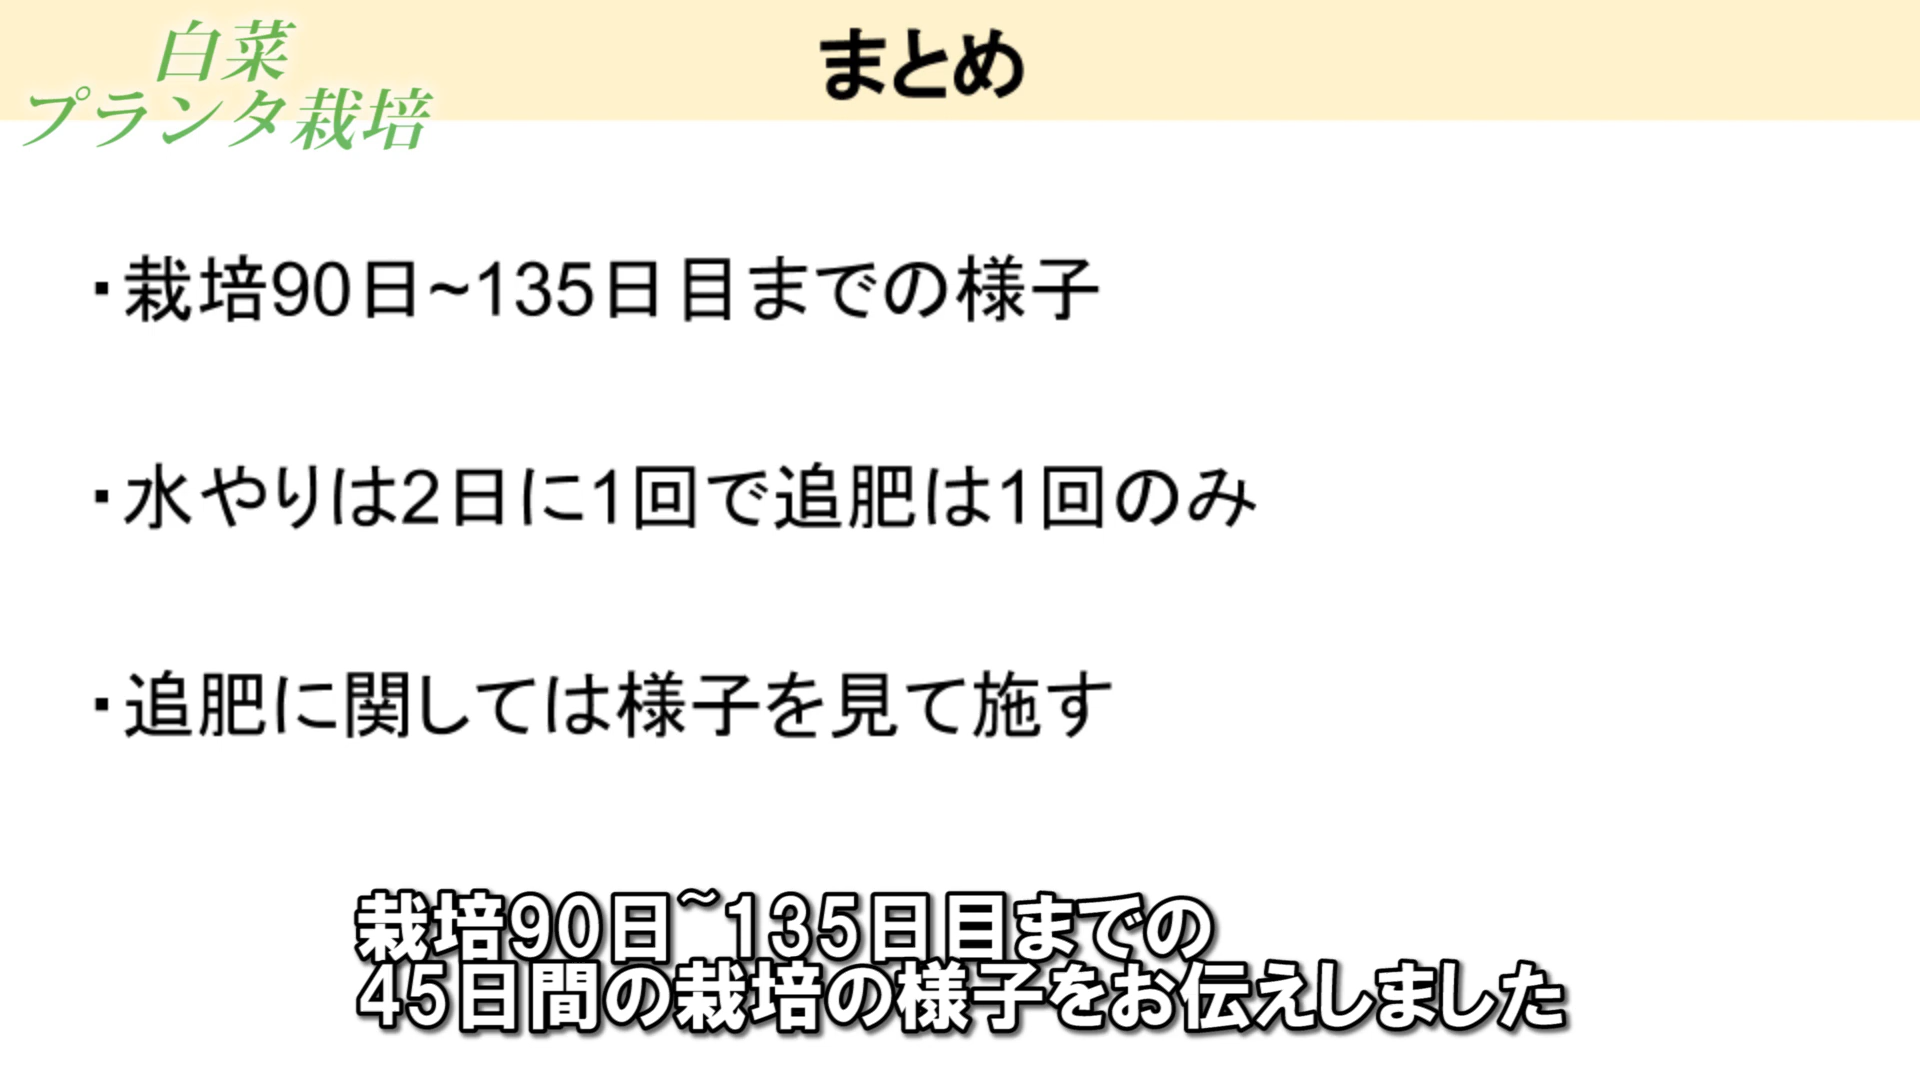 白菜
プランタ栽培
まとめ
・栽培90日~135日目までの様子
・水やりは2日に1回で追肥は1回のみ
・追肥に関しては様子を見て施す
栽培90日~135日目までの
45日間の栽培の様子をお伝えしました